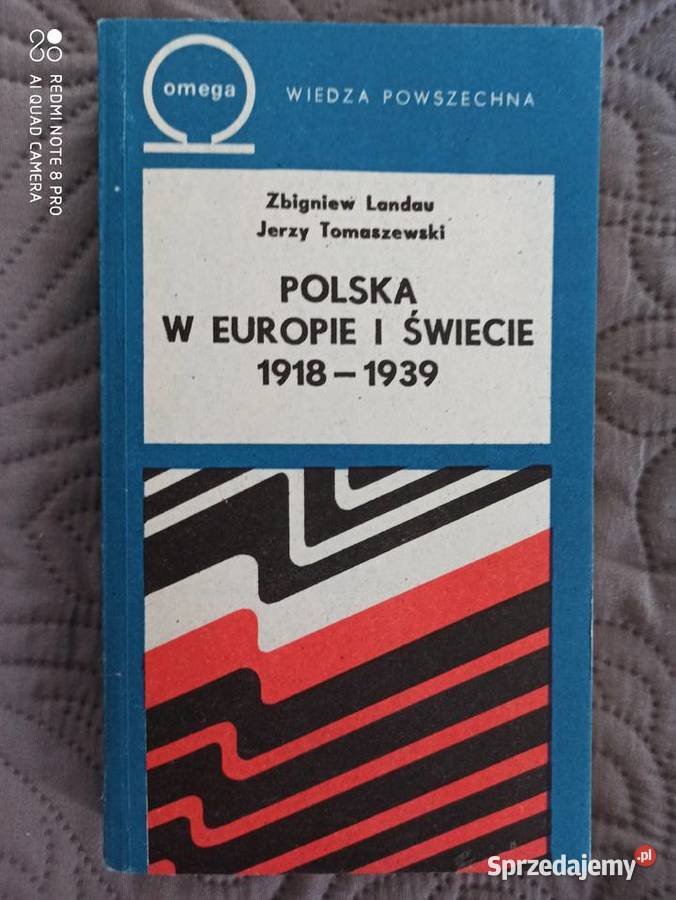 REDMI NOTE 8 PRO
AI QUAD CAMERA
omega
WIEDZA POWSZECHNA
Zbigniew Landau
Jerzy Tomaszewski
POLSKA
W EUROPIE I ŚWIECIE
1918 – 1939
Sprzedajemy.pl